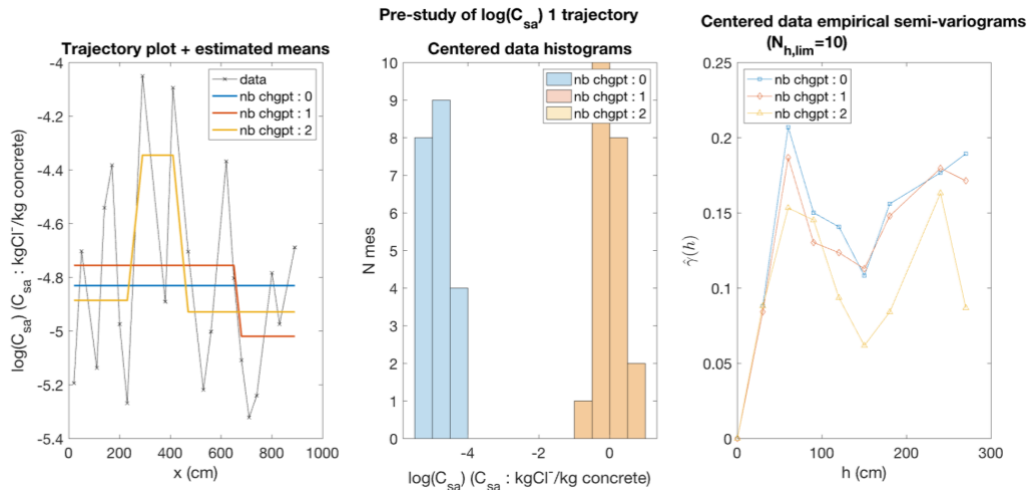 Pre-study of log(C_sa) 1 trajectory
Trajectory plot + estimated means
-4
-4.2
-4.4
-4.6
-4.8
-5
-5.2
-5.4
log(C_sa) (C_sa : kgCl⁻/kg concrete)
data
nb chgpt : 0
nb chgpt : 1
nb chgpt : 2
0
200
400
600
800
1000
x (cm)
Centered data histograms
10
9
8
7
6
5
4
3
2
1
0
N mes
nb chgpt : 0
nb chgpt : 1
nb chgpt : 2
-4
-2
0
log(C_sa) (C_sa : kgCl⁻/kg concrete)
Centered data empirical semi-variograms
(N_h,lim=10)
0.25
0.2
0.15
0.1
0.05
0
γ̂(h)
nb chgpt : 0
nb chgpt : 1
nb chgpt : 2
0
100
200
300
h (cm)